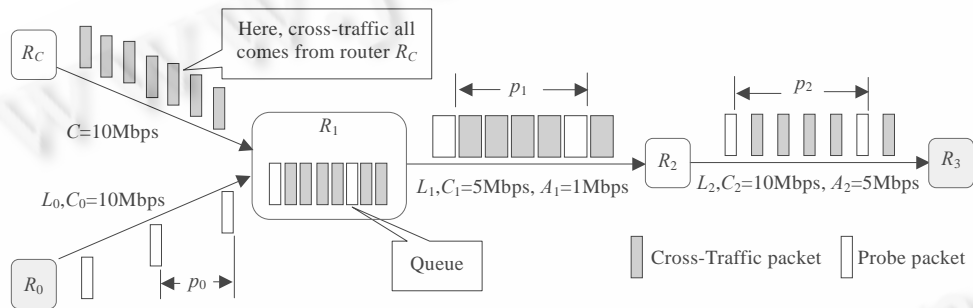 R_C
Here, cross-traffic all
comes from router R_C
C=10Mbps
R_1
p_1
p_2
R_2
R_3
L_1,C_1=5Mbps, A_1=1Mbps
L_2,C_2=10Mbps, A_2=5Mbps
L_0,C_0=10Mbps
Queue
Cross-Traffic packet
Probe packet
R_0
p_0